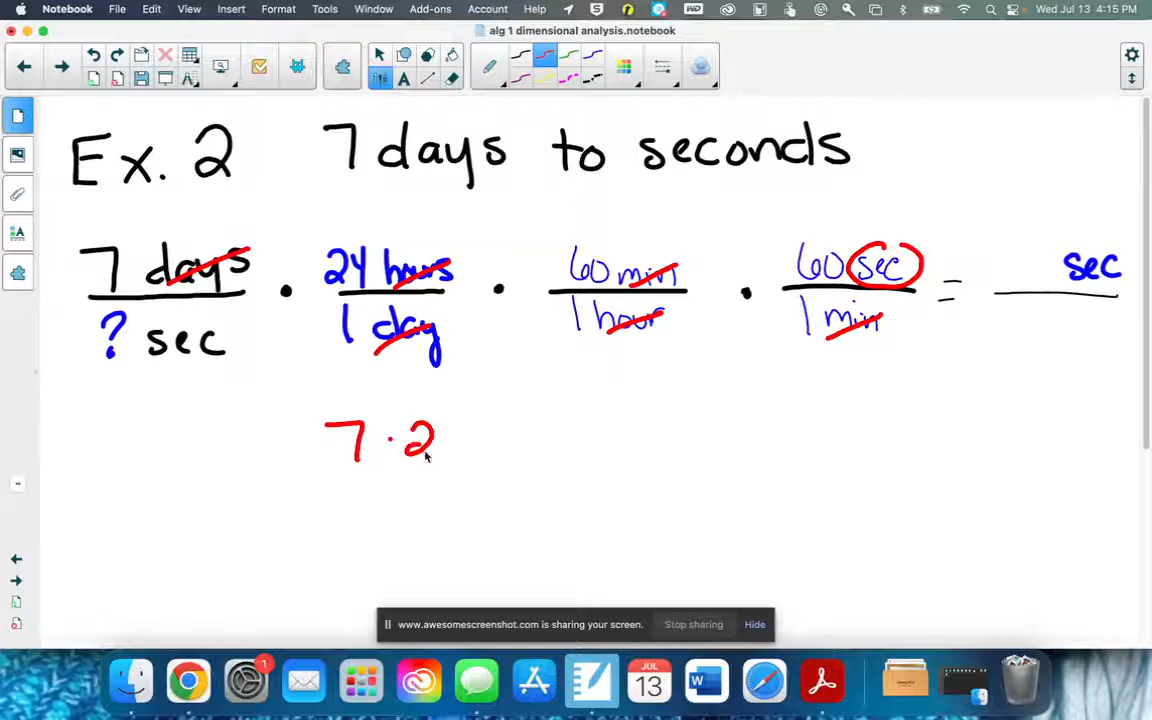 Notebook File Edit View Insert Format Tools Window Add-ons Account Help Wed Jul 13 4:15 PM
alg 1 dimensional analysis.notebook
Ex. 2 7 days to seconds
7 days 24 hours 60 min 60 sec = sec
? sec 1 day 1 hour 1 min
7 · 2
www.awesomescreenshot.com is sharing your screen. Stop sharing Hide
1
JUL
13